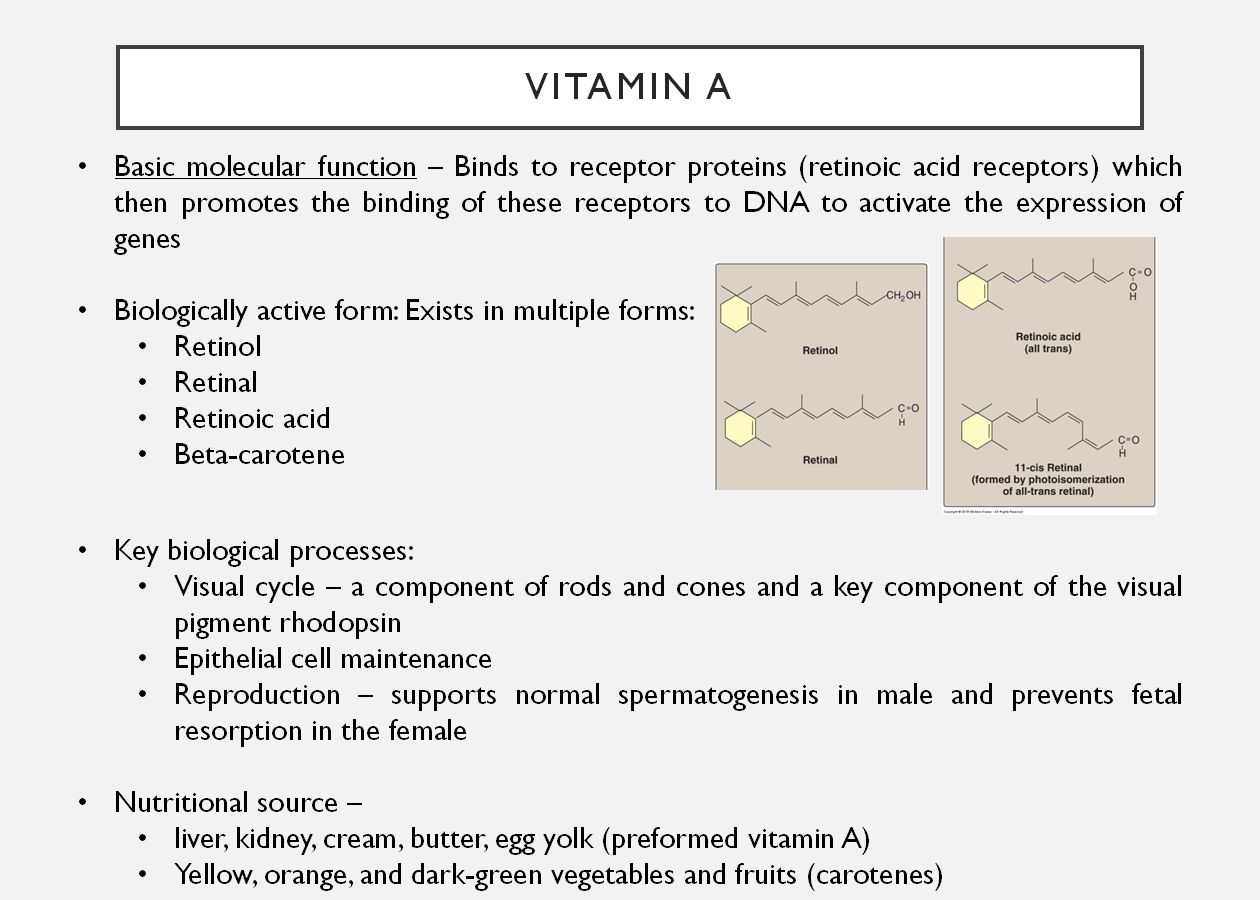 VITAMIN A
• Basic molecular function – Binds to receptor proteins (retinoic acid receptors) which
then promotes the binding of these receptors to DNA to activate the expression of
genes
• Biologically active form: Exists in multiple forms:
• Retinol
• Retinal
• Retinoic acid
• Beta-carotene
CH2OH
Retinol
C=O
H
Retinal
C=O
O
H
Retinoic acid
(all trans)
C=O
H
11-cis Retinal
(formed by photoisomerization
of all-trans retinal)
• Key biological processes:
• Visual cycle – a component of rods and cones and a key component of the visual
pigment rhodopsin
• Epithelial cell maintenance
• Reproduction – supports normal spermatogenesis in male and prevents fetal
resorption in the female
• Nutritional source –
• liver, kidney, cream, butter, egg yolk (preformed vitamin A)
• Yellow, orange, and dark-green vegetables and fruits (carotenes)